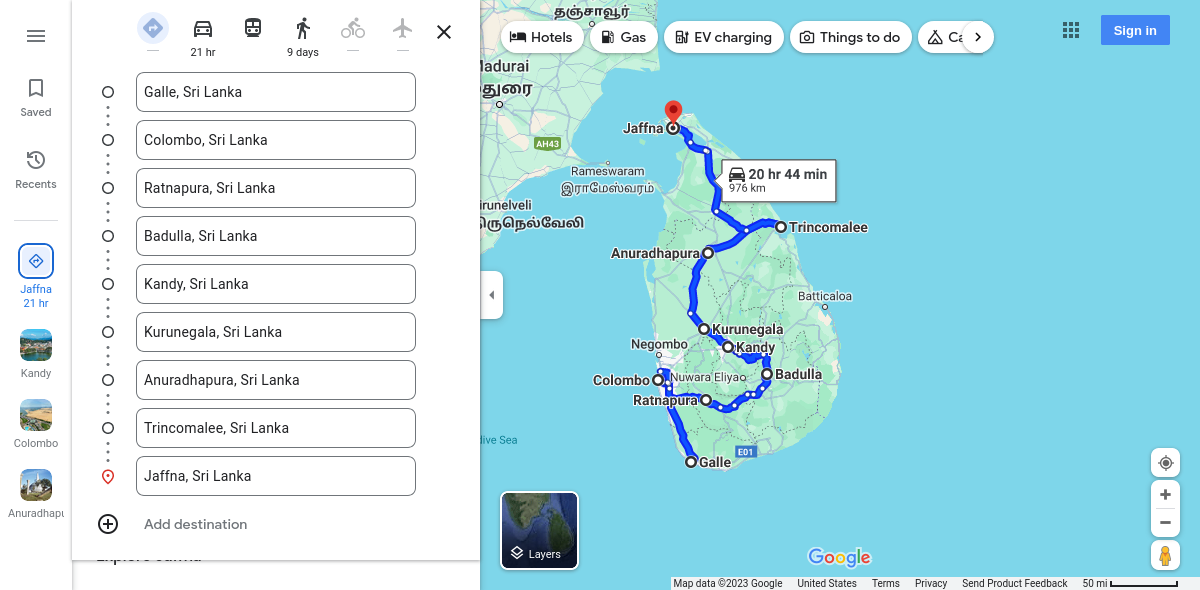 Saved
Recents
Jaffna
21 hr
Kandy
Colombo
Anuradhapu
21 hr
9 days
Galle, Sri Lanka
Colombo, Sri Lanka
Ratnapura, Sri Lanka
Badulla, Sri Lanka
Kandy, Sri Lanka
Kurunegala, Sri Lanka
Anuradhapura, Sri Lanka
Trincomalee, Sri Lanka
Jaffna, Sri Lanka
Add destination
Hotels
Gas
EV charging
Things to do
Ca
Sign in
தஞ்சாவூர்
Madurai
துரை
AH43
Jaffna
Rameswaram
இராமேஸ்வரம்
20 hr 44 min
976 km
irunelveli
ருநெல்வேலி
Trincomalee
Anuradhapura
Batticaloa
Kurunegala
Negombo
Kandy
Colombo
Nuwara Eliya
Badulla
Ratnapura
dive Sea
E01
Galle
Layers
Google
Map data ©2023 Google
United States
Terms
Privacy
Send Product Feedback
50 mi